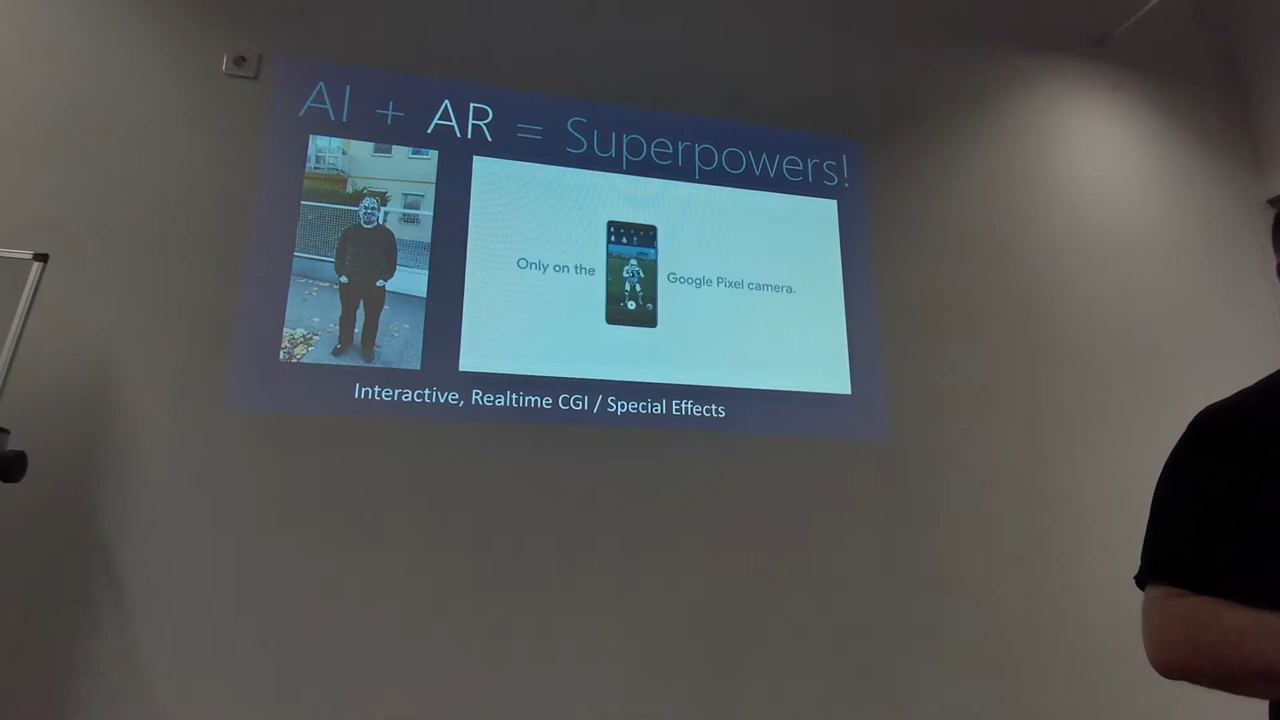 AI + AR = Superpowers!
Only on the
Google Pixel camera.
Interactive, Realtime CGI / Special Effects